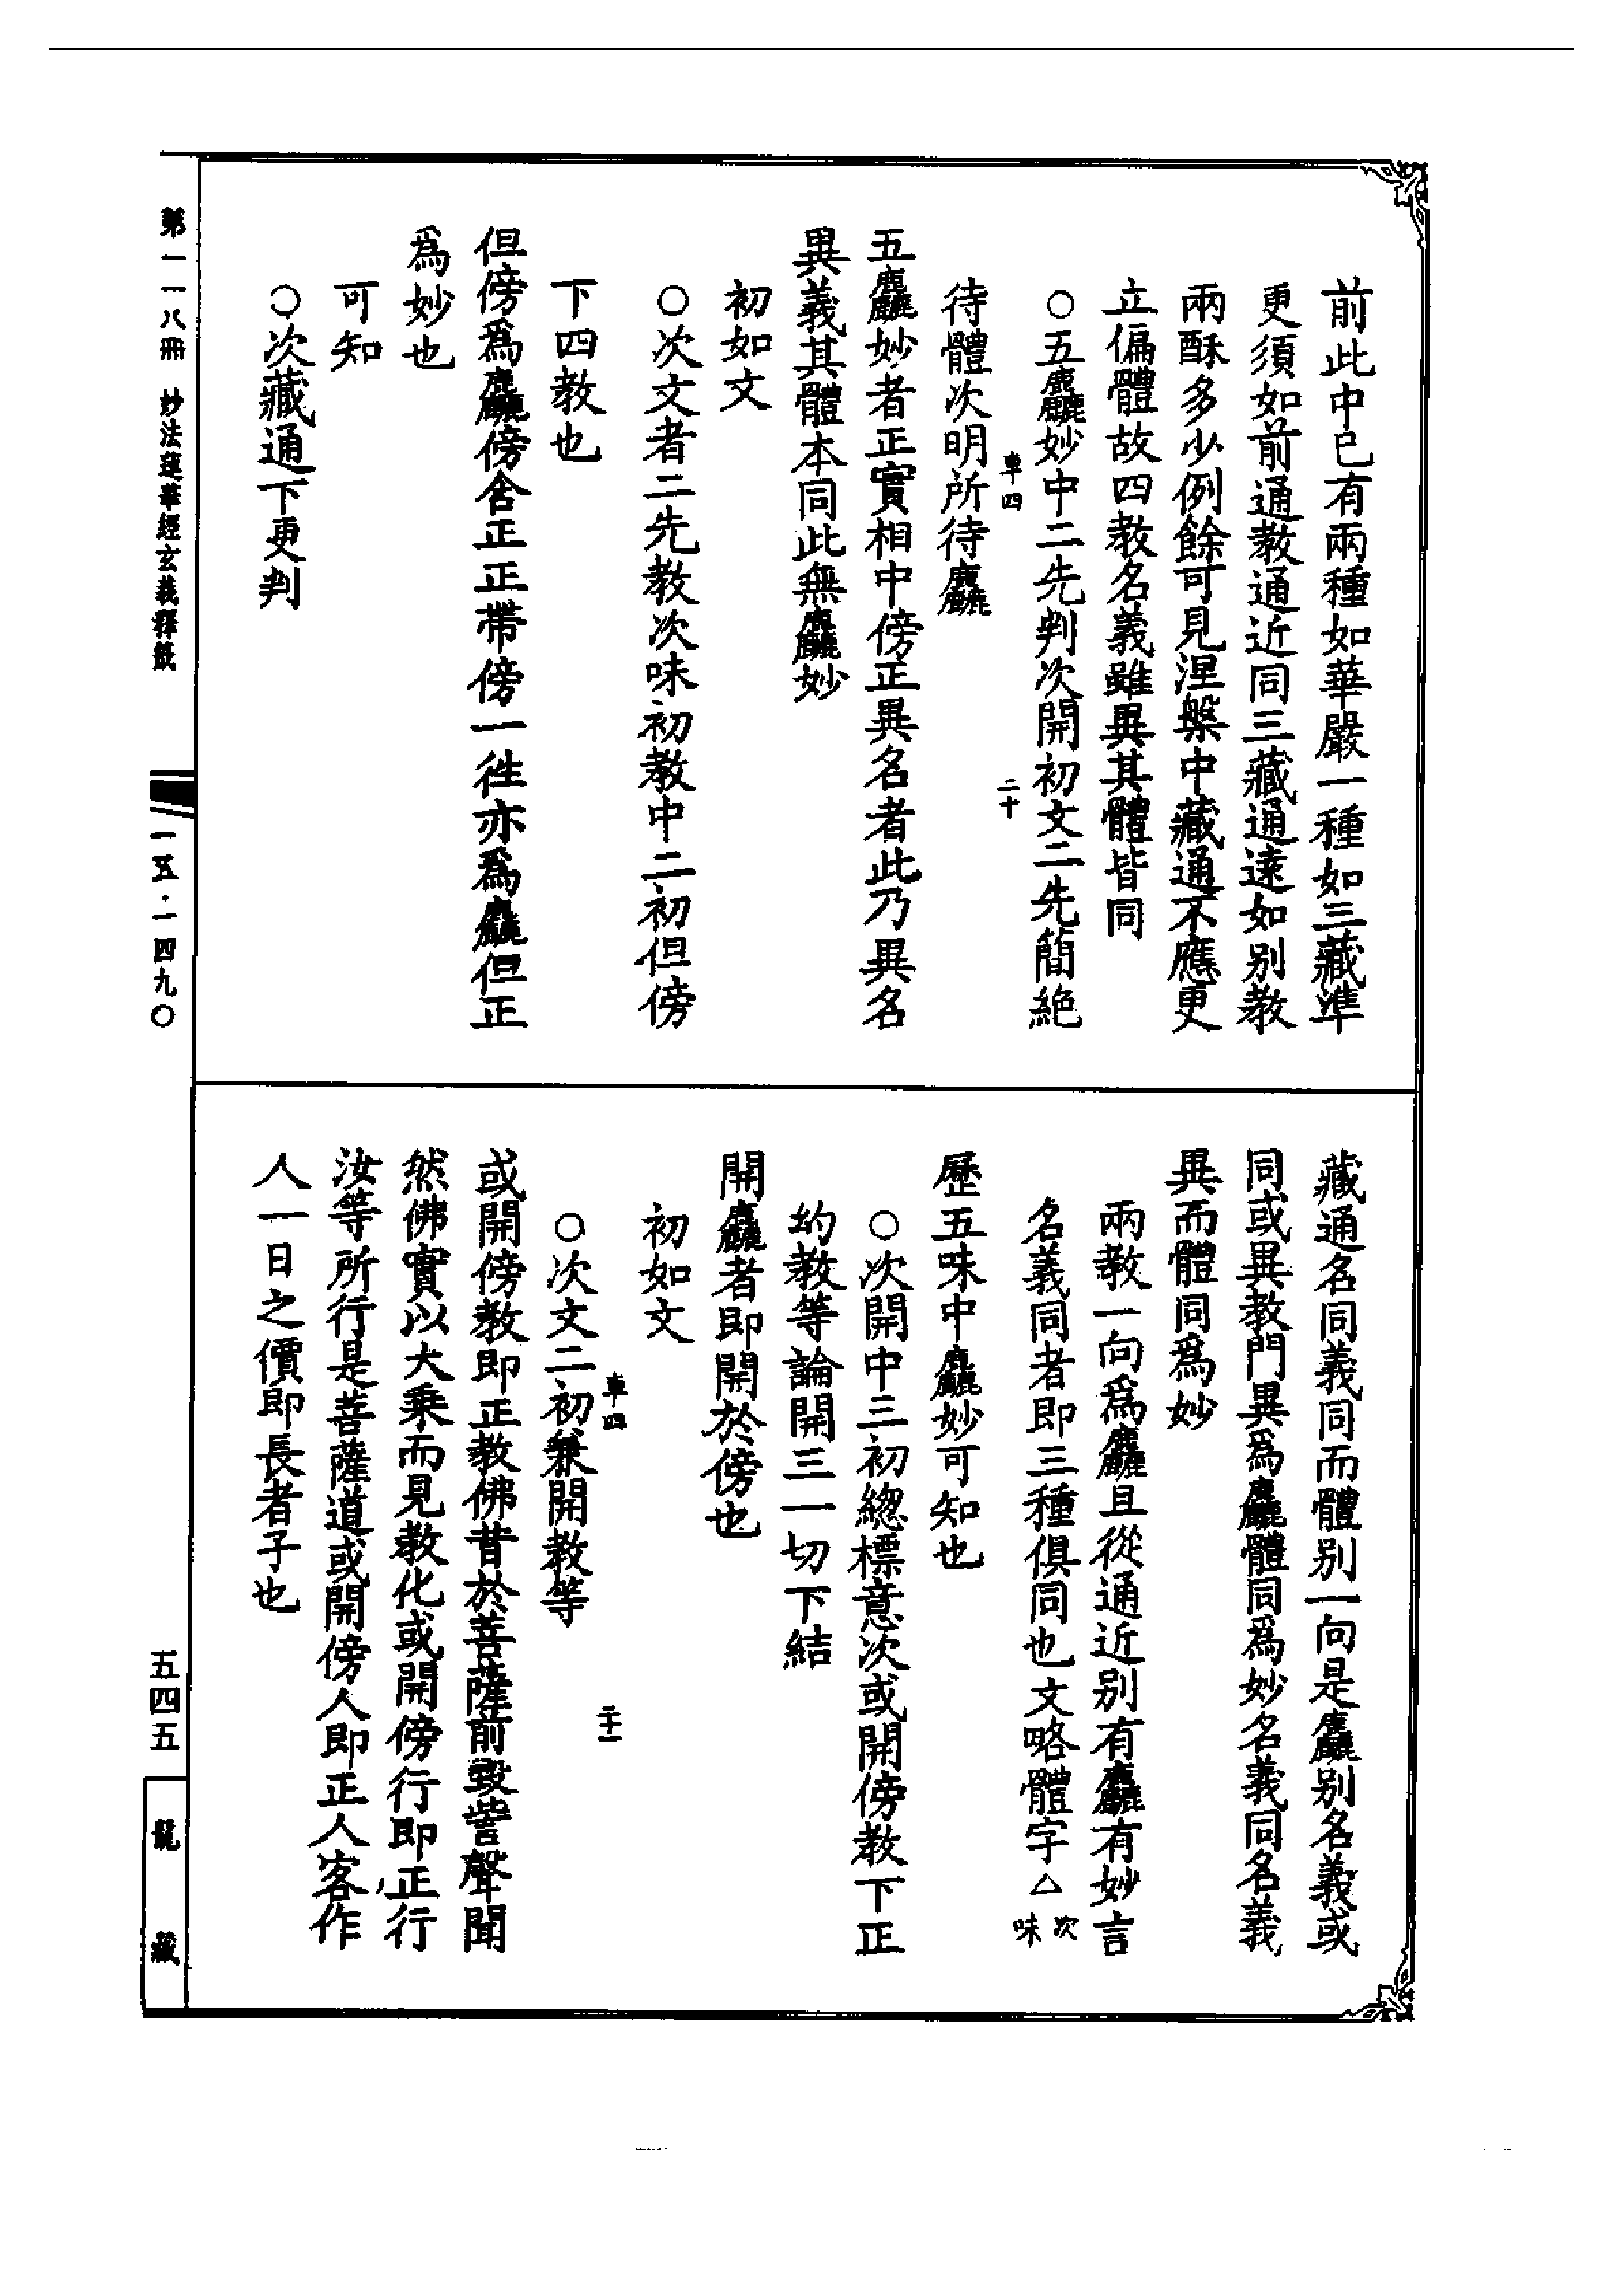 前此中已有兩種如華嚴一種如三藏準
更須如前通教通近同三藏通遠如別教
兩酥多少例餘可見涅槃中藏通不應更
立偏體故四教名義雖異其體皆同
○五麤妙中二先判次開初文二先簡絕
車四
二十
待體次明所待麤
五麤妙者正實相中傍正異名者此乃異名
異義其體本同此無麤妙
初如文
○次文者二先教次味初教中二初但傍
下四教也
但傍爲麤傍含正正帶傍一往亦爲麤但正
爲妙也
可知
○次藏通下更判
藏通名同義同而體別一向是麤別名義或
同或異教門異爲麤體同爲妙名義同名義
異而體同爲妙
兩教一向爲麤且從通近別有麤有妙言
名義同者即三種俱同也文略體字△次味
歷五味中麤妙可知也
○次開中三初總標意次或開傍教下正
約教等論開三一切下結
開麤者即開於傍也
初如文
○次文二初兼開教等
車四
二十一
或開傍教即正教佛昔於菩薩前毀訾聲聞
然佛實以大乘而見教化或開傍行即正行
汝等所行是菩薩道或開傍人即正人客作
人一日之價即長者子也
第一一八冊 妙法蓮華經玄義釋籤
一五·一四九○
五四五
龍藏